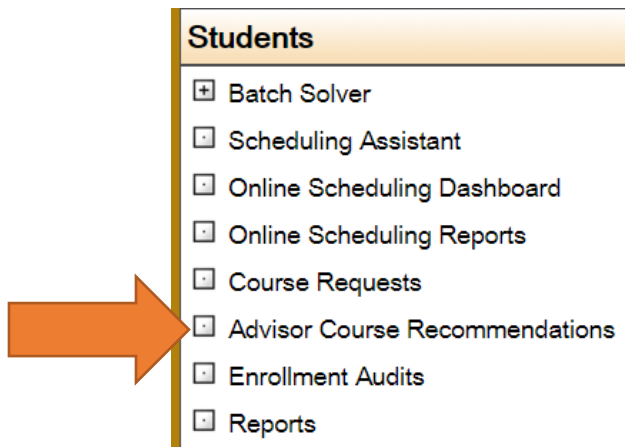 Students
Batch Solver
Scheduling Assistant
Online Scheduling Dashboard
Online Scheduling Reports
Course Requests
Advisor Course Recommendations
Enrollment Audits
Reports